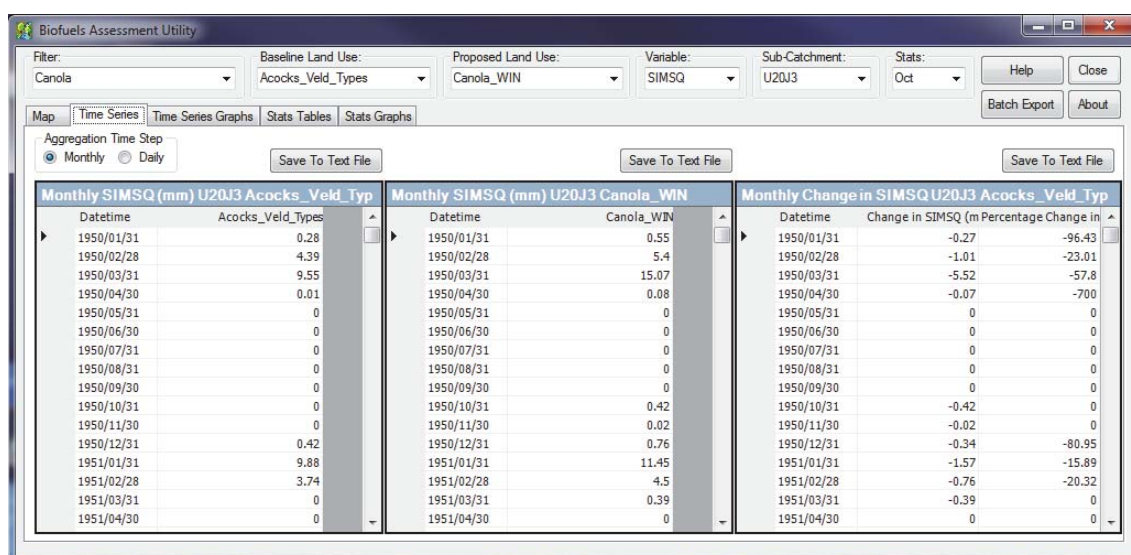 Biofuels Assessment Utility
Filter: Baseline Land Use: Proposed Land Use: Variable: Sub-Catchment: Stats:
Canola Acocks_Veld_Types Canola_WIN SIMSQ U20J3 Oct Help Close
Map Time Series Time Series Graphs Stats Tables Stats Graphs Batch Export About
Aggregation Time Step
Monthly Daily Save To Text File Save To Text File Save To Text File
Monthly SIMSQ (mm) U20J3 Acocks_Veld_Typ Monthly SIMSQ (mm) U20J3 Canola_WIN Monthly Change in SIMSQ U20J3 Acocks_Veld_Typ
Datetime Acocks_Veld_Types Datetime Canola_WIN Datetime Change in SIMSQ (m Percentage Change in
1950/01/31 0.28 1950/01/31 0.55 1950/01/31 -0.27 -96.43
1950/02/28 4.39 1950/02/28 5.4 1950/02/28 -1.01 -23.01
1950/03/31 9.55 1950/03/31 15.07 1950/03/31 -5.52 -57.8
1950/04/30 0.01 1950/04/30 0.08 1950/04/30 -0.07 -700
1950/05/31 0 1950/05/31 0 1950/05/31 0 0
1950/06/30 0 1950/06/30 0 1950/06/30 0 0
1950/07/31 0 1950/07/31 0 1950/07/31 0 0
1950/08/31 0 1950/08/31 0 1950/08/31 0 0
1950/09/30 0 1950/09/30 0 1950/09/30 0 0
1950/10/31 0 1950/10/31 0.42 1950/10/31 -0.42 0
1950/11/30 0 1950/11/30 0.02 1950/11/30 -0.02 0
1950/12/31 0.42 1950/12/31 0.76 1950/12/31 -0.34 -80.95
1951/01/31 9.88 1951/01/31 11.45 1951/01/31 -1.57 -15.89
1951/02/28 3.74 1951/02/28 4.5 1951/02/28 -0.76 -20.32
1951/03/31 0 1951/03/31 0.39 1951/03/31 -0.39 0
1951/04/30 0 1951/04/30 0 1951/04/30 0 0